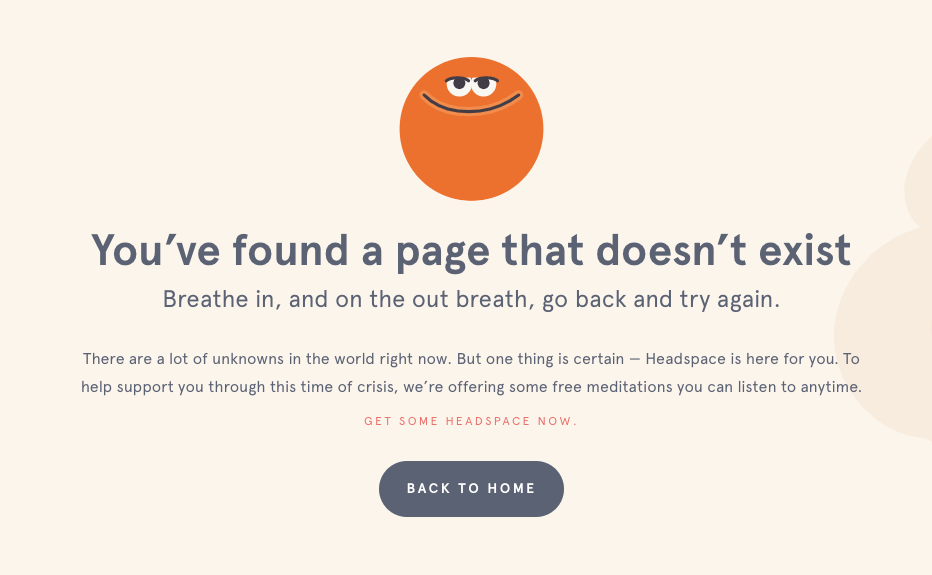 You’ve found a page that doesn’t exist
Breathe in, and on the out breath, go back and try again.
There are a lot of unknowns in the world right now. But one thing is certain — Headspace is here for you. To
help support you through this time of crisis, we’re offering some free meditations you can listen to anytime.
GET SOME HEADSPACE NOW.
BACK TO HOME